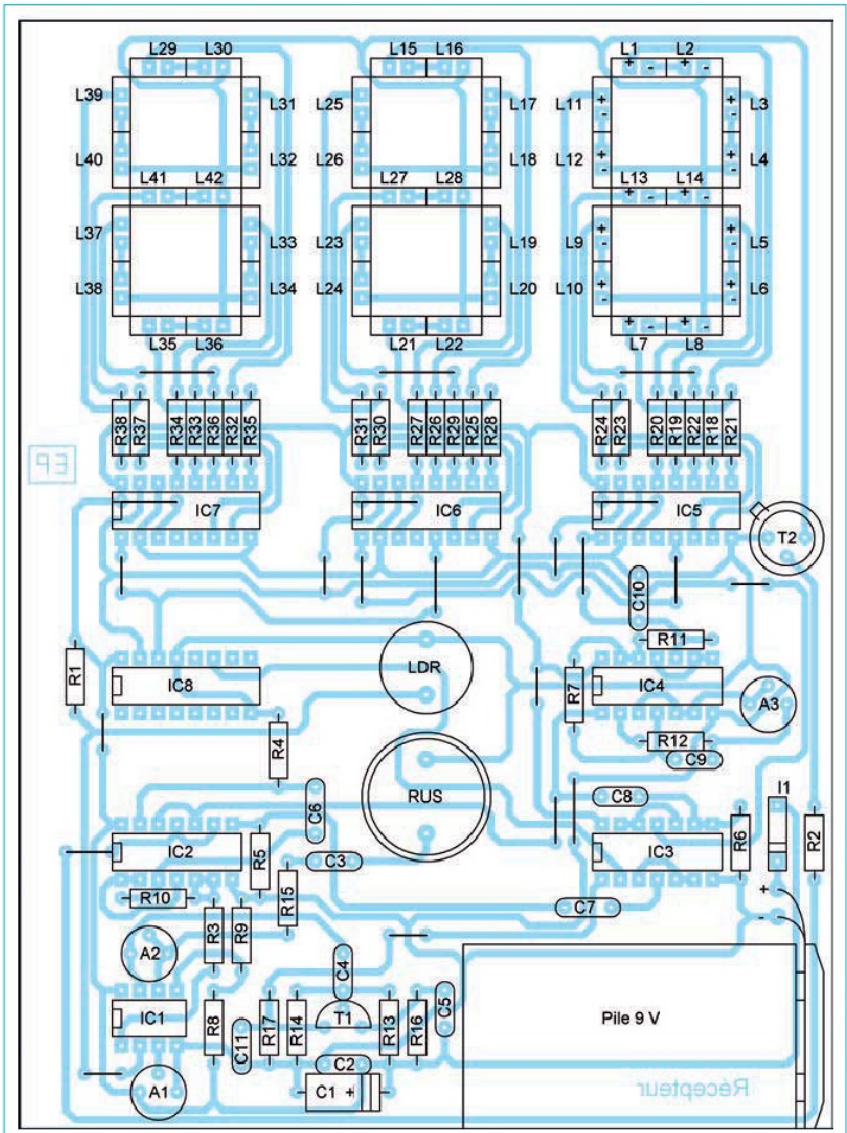 L29 L30 L15 L16 L1 L2
+ - + -
L39 L31 L25 L17 L11 + - + - L3
L40 L32 L26 L18 L12 + - + - L4
L41 L42 L27 L28 L13 L14
+ - + -
L37 L33 L23 L19 L9 + - + - L5
L38 L34 L24 L20 L10 + - + - L6
+ - + -
L35 L36 L21 L22 L7 L8
R38 R37 R34 R33 R36 R32 R35 R31 R30 R27 R26 R29 R25 R28 R24 R23 R20 R19 R22 R18 R21
EP
IC7 IC6 IC5
T2
C10
R11
R1 IC8 LDR R7 IC4
A3
R4 R12
C9
C6 RUS C8 I1
IC2 R5 C3 IC3 R6 R2
R10 R15 C7 +
-
R3 R9
A2 C4
IC1 R8 C11 R17 R14 T1 R13 R16 C5 Pile 9 V
C2
A1 C1 + Récepteur